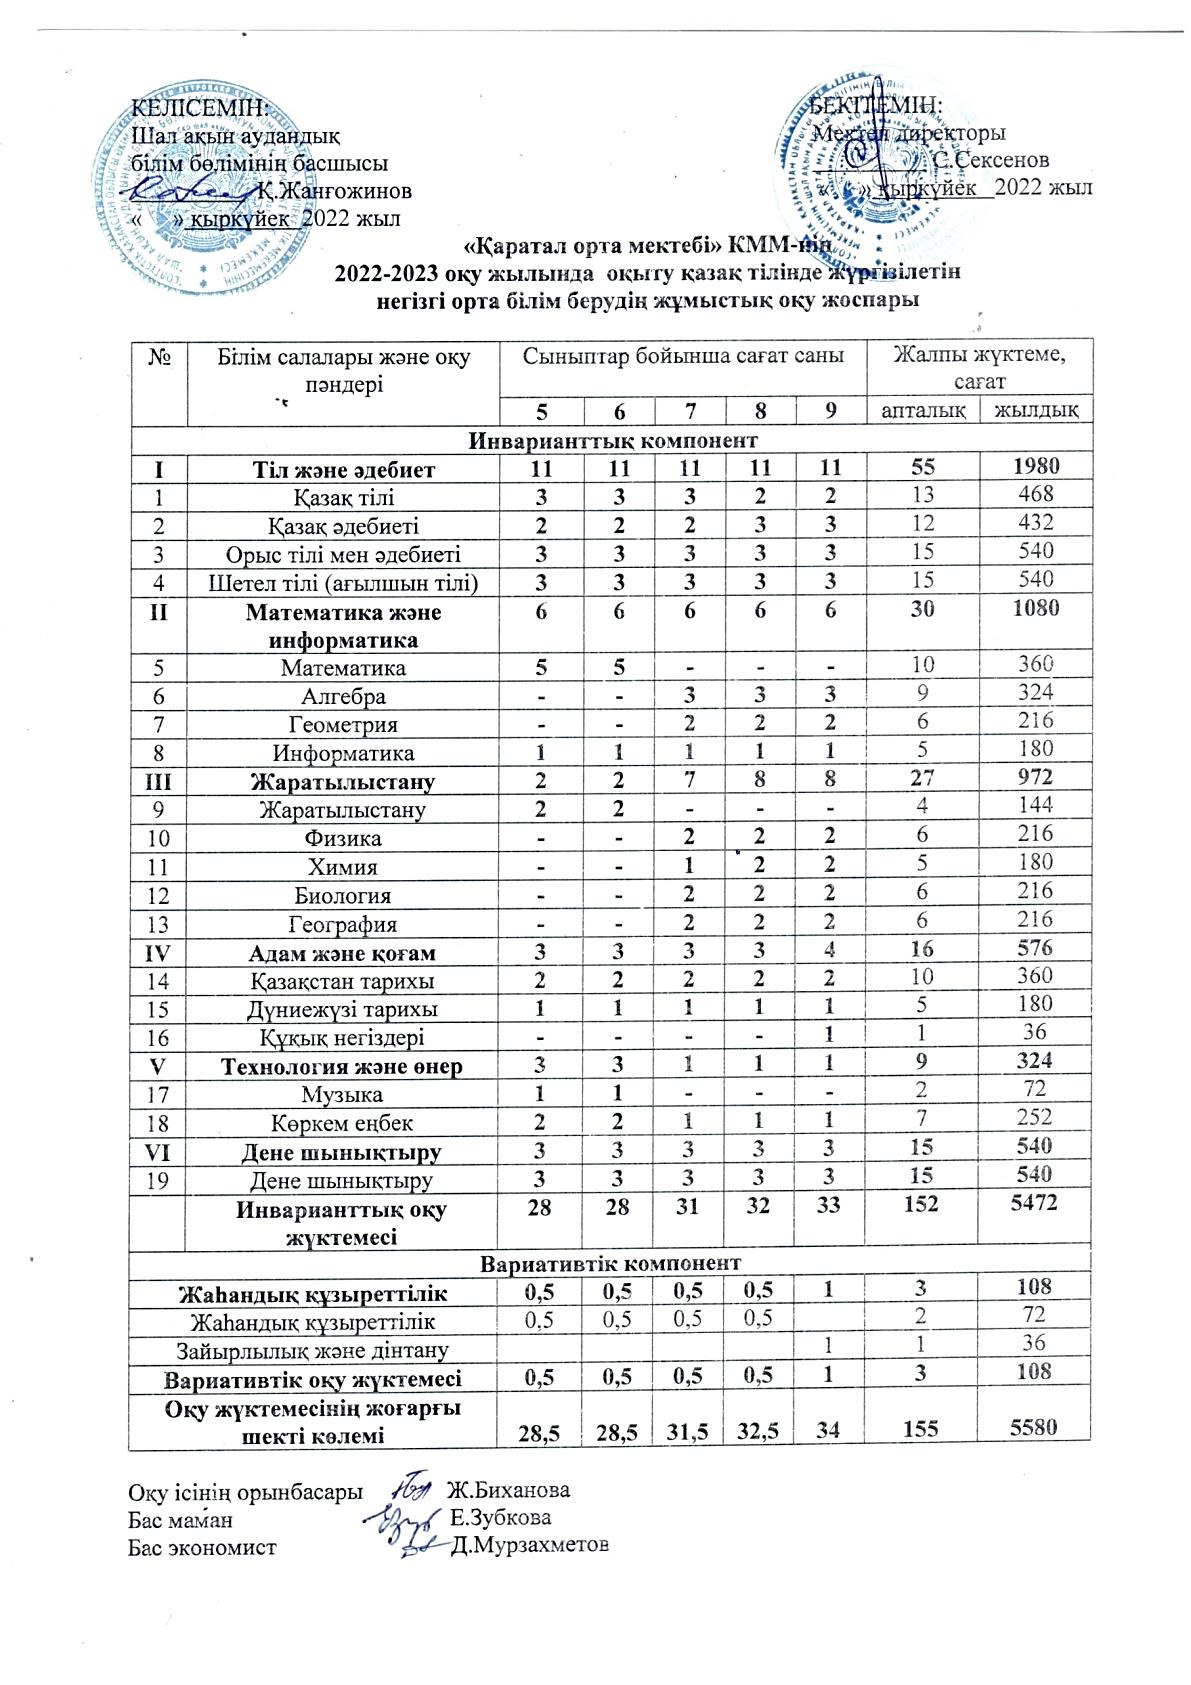 КЕЛІСЕМІН:
Шал ақын аудандық
білім бөлімінің басшысы
Қ.Жанғожинов
« » қыркүйек 2022 жыл
БЕКІТЕМІН:
Мектеп директоры
С.Сексенов
« » қыркүйек 2022 жыл
«Қаратал орта мектебі» КММ-нің
2022-2023 оқу жылында оқыту қазақ тілінде жүргізілетін
негізгі орта білім берудің жұмыстық оқу жоспары
№ Білім салалары және оқу пәндері Сыныптар бойынша сағат саны Жалпы жүктеме, сағат
5 6 7 8 9 апталық жылдық
Инварианттық компонент
I Тіл және әдебиет 11 11 11 11 11 55 1980
1 Қазақ тілі 3 3 3 2 2 13 468
2 Қазақ әдебиеті 2 2 2 3 3 12 432
3 Орыс тілі мен әдебиеті 3 3 3 3 3 15 540
4 Шетел тілі (ағылшын тілі) 3 3 3 3 3 15 540
II Математика және информатика 6 6 6 6 6 30 1080
5 Математика 5 5 - - - 10 360
6 Алгебра - - 3 3 3 9 324
7 Геометрия - - 2 2 2 6 216
8 Информатика 1 1 1 1 1 5 180
III Жаратылыстану 2 2 7 8 8 27 972
9 Жаратылыстану 2 2 - - - 4 144
10 Физика - - 2 2 2 6 216
11 Химия - - 1 2 2 5 180
12 Биология - - 2 2 2 6 216
13 География - - 2 2 2 6 216
IV Адам және қоғам 3 3 3 3 4 16 576
14 Қазақстан тарихы 2 2 2 2 2 10 360
15 Дүниежүзі тарихы 1 1 1 1 1 5 180
16 Құқық негіздері - - - - 1 1 36
V Технология және өнер 3 3 1 1 1 9 324
17 Музыка 1 1 - - - 2 72
18 Көркем еңбек 2 2 1 1 1 7 252
VI Дене шынықтыру 3 3 3 3 3 15 540
19 Дене шынықтыру 3 3 3 3 3 15 540
Инварианттық оқу жүктемесі 28 28 31 32 33 152 5472
Вариативтік компонент
Жаһандық құзыреттілік 0,5 0,5 0,5 0,5 1 3 108
Жаһандық күзыреттілік 0,5 0,5 0,5 0,5 2 72
Зайырлылық және дінтану 1 1 36
Вариативтік оқу жүктемесі 0,5 0,5 0,5 0,5 1 3 108
Оқу жүктемесінің жоғарғы шекті көлемі 28,5 28,5 31,5 32,5 34 155 5580
Оқу ісінің орынбасары Ж.Биханова
Бас маман Е.Зубкова
Бас экономист Д.Мурзахметов